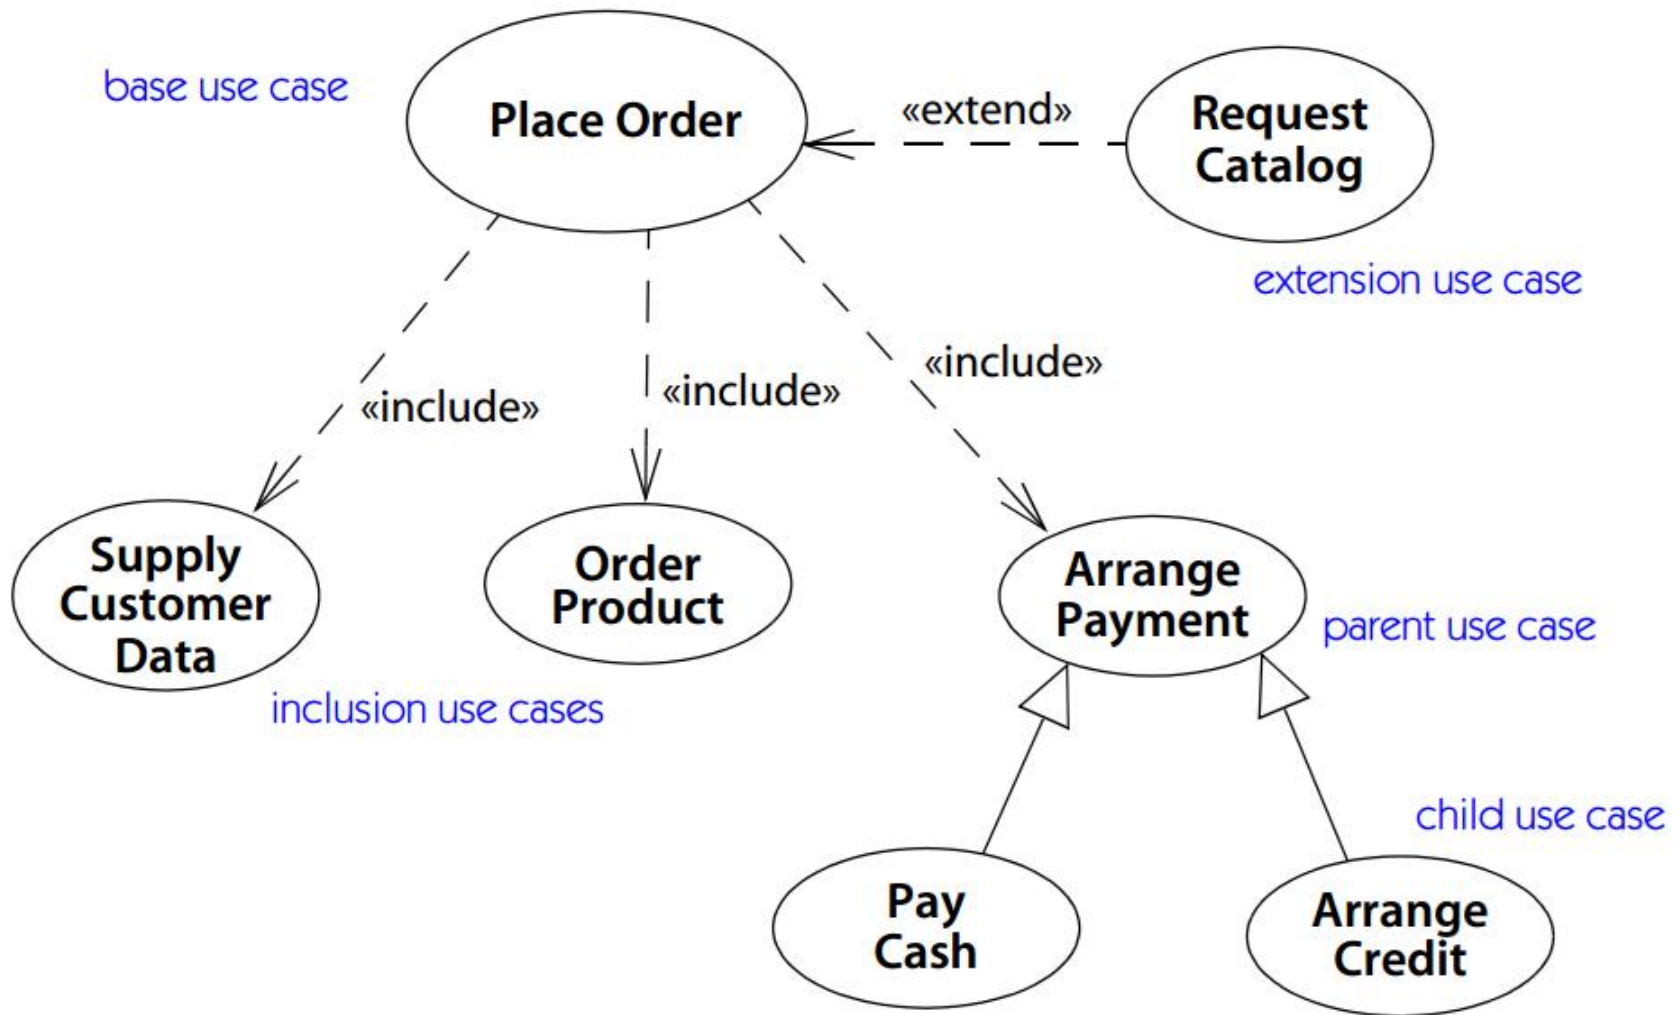 base use case
Place Order
«extend»
Request
Catalog
extension use case
«include»
«include»
«include»
Supply
Customer
Data
inclusion use cases
Order
Product
Arrange
Payment
parent use case
child use case
Pay
Cash
Arrange
Credit